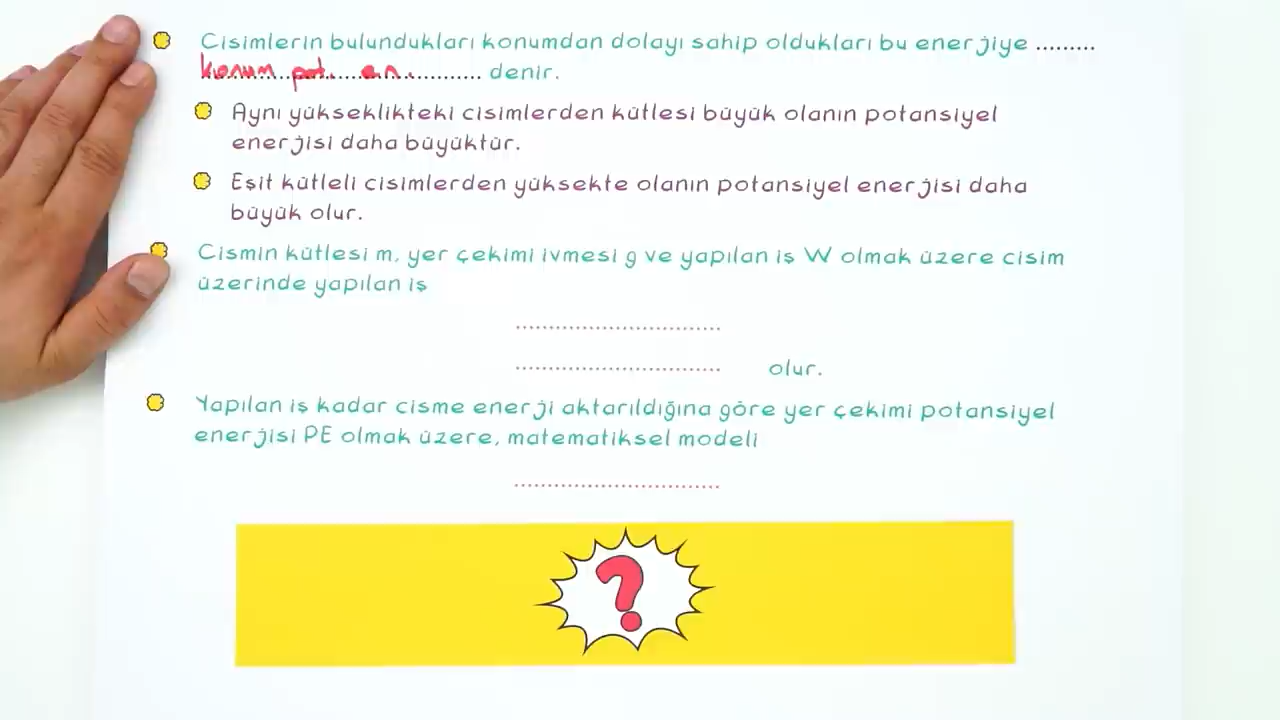 Cisimlerin bulundukları konumdan dolayı sahip oldukları bu enerjiye .........
konum pot. en. denir.
Aynı yükseklikteki cisimlerden kütlesi büyük olanın potansiyel
enerjisi daha büyüktür.
Eşit kütleli cisimlerden yüksekte olanın potansiyel enerjisi daha
büyük olur.
Cismin kütlesi m, yer çekimi ivmesi g ve yapılan iş W olmak üzere cisim
üzerinde yapılan iş
...............................
............................... olur.
Yapılan iş kadar cisme enerji aktarıldığına göre yer çekimi potansiyel
enerjisi PE olmak üzere, matematiksel modeli
...............................
?